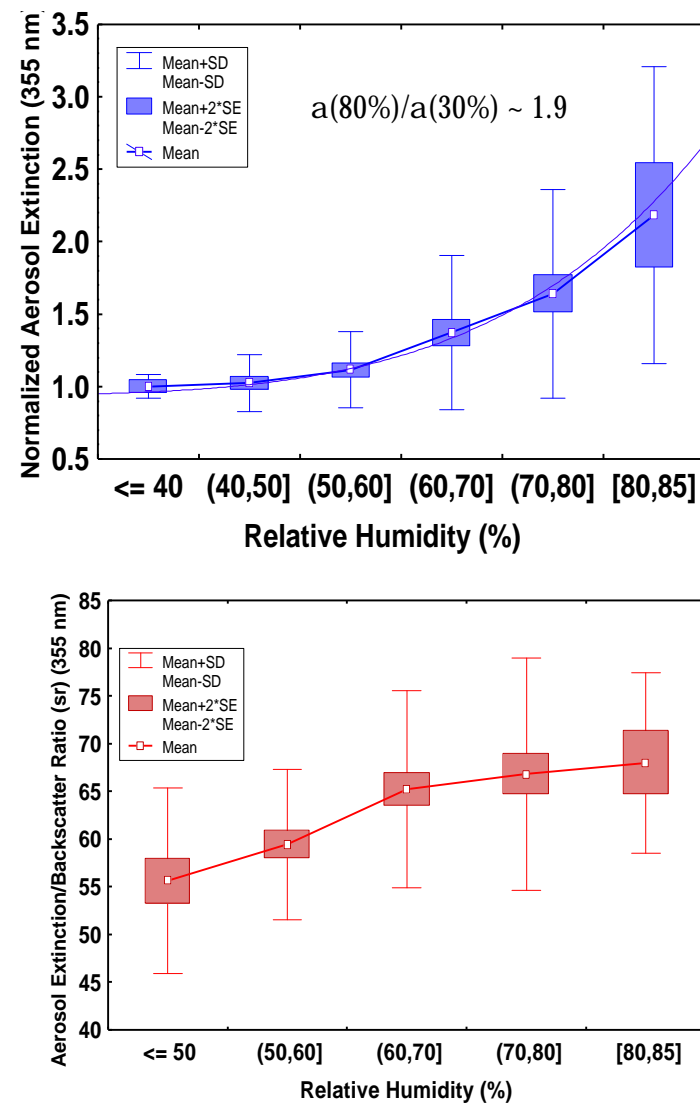 Normalized Aerosol Extinction (355 nm)
3.5
3.0
2.5
2.0
1.5
1.0
0.5
Mean+SD
Mean-SD
Mean+2*SE
Mean-2*SE
Mean
a(80%)/a(30%) ~ 1.9
<= 40 (40,50] (50,60] (60,70] (70,80] [80,85]
Relative Humidity (%)
Aerosol Extinction/Backscatter Ratio (sr) (355 nm)
85
80
75
70
65
60
55
50
45
40
Mean+SD
Mean-SD
Mean+2*SE
Mean-2*SE
Mean
<= 50 (50,60] (60,70] (70,80] [80,85]
Relative Humidity (%)